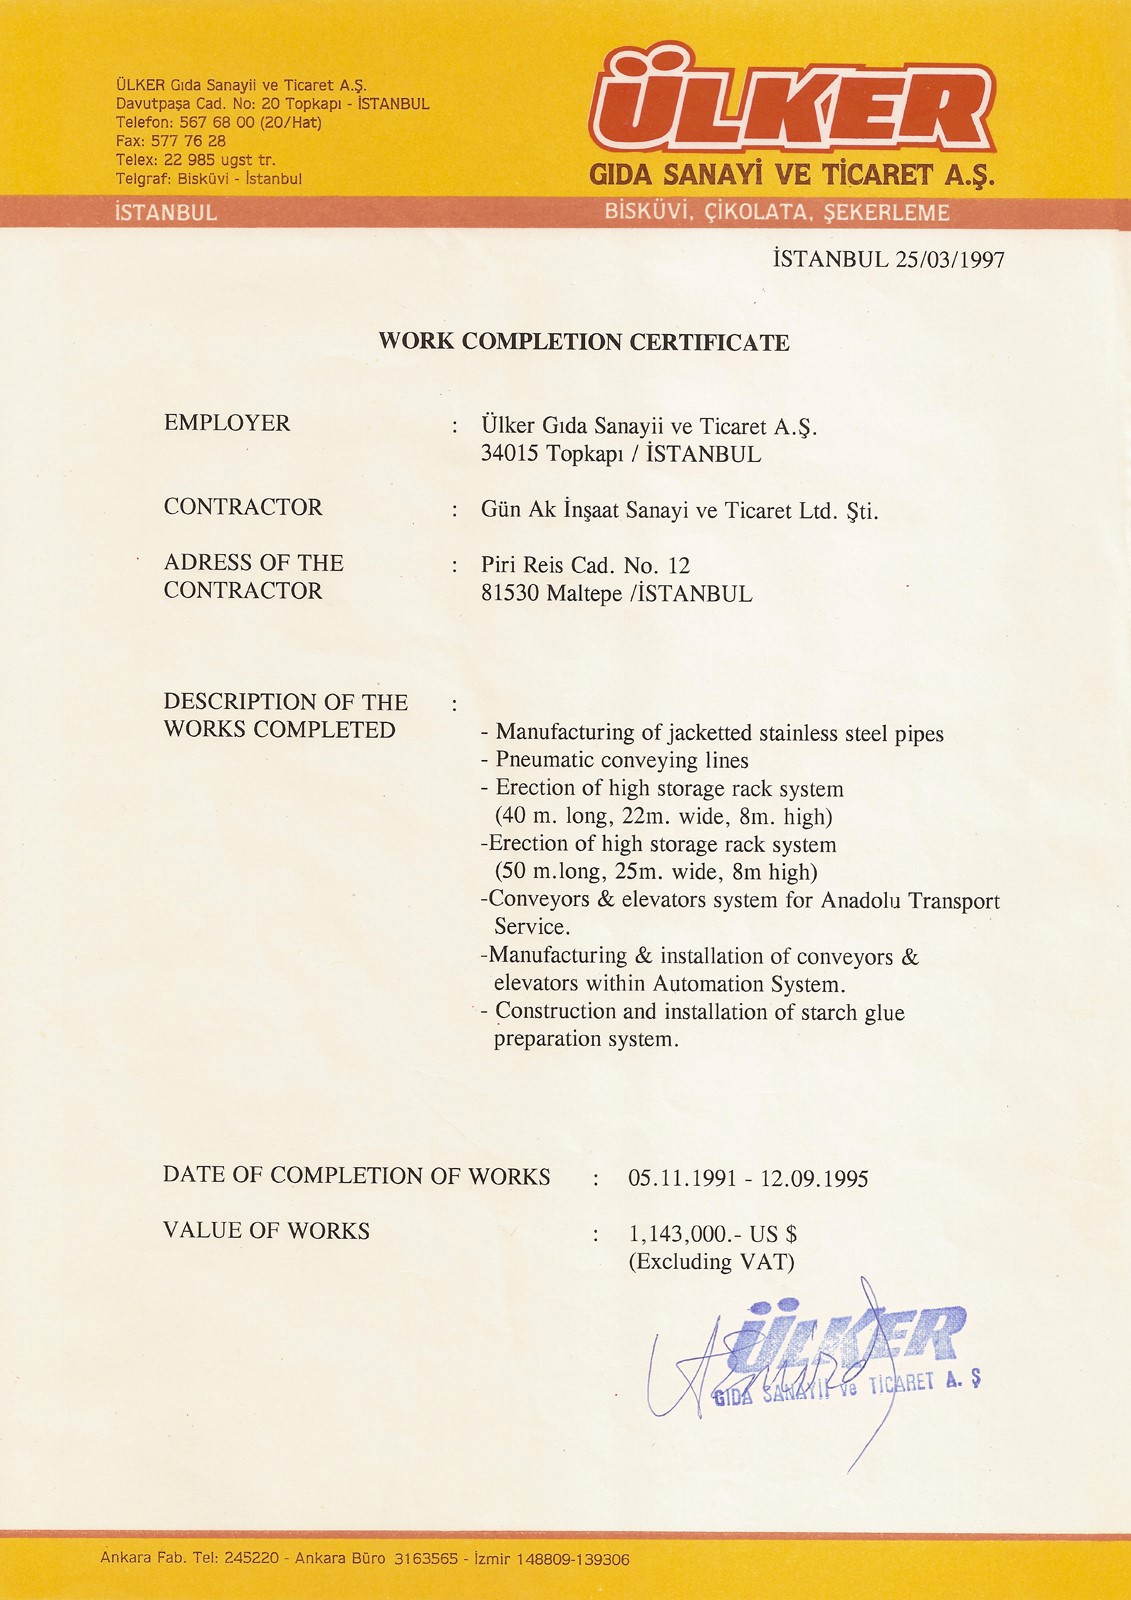 ÜLKER Gıda Sanayii ve Ticaret A.Ş.
Davutpaşa Cad. No: 20 Topkapı - İSTANBUL
Telefon: 567 68 00 (20/Hat)
Fax: 577 76 28
Telex: 22 985 ugst tr.
Telgraf: Bisküvi - İstanbul
ÜLKER
GIDA SANAYİ VE TİCARET A.Ş.
İSTANBUL
BİSKÜVİ, ÇİKOLATA, ŞEKERLEME
İSTANBUL 25/03/1997
WORK COMPLETION CERTIFICATE
EMPLOYER : Ülker Gıda Sanayii ve Ticaret A.Ş.
34015 Topkapı / İSTANBUL
CONTRACTOR : Gün Ak İnşaat Sanayi ve Ticaret Ltd. Şti.
ADRESS OF THE : Piri Reis Cad. No. 12
CONTRACTOR 81530 Maltepe /İSTANBUL
DESCRIPTION OF THE :
WORKS COMPLETED
- Manufacturing of jacketted stainless steel pipes
- Pneumatic conveying lines
- Erection of high storage rack system
(40 m. long, 22m. wide, 8m. high)
-Erection of high storage rack system
(50 m.long, 25m. wide, 8m high)
-Conveyors & elevators system for Anadolu Transport
Service.
-Manufacturing & installation of conveyors &
elevators within Automation System.
- Construction and installation of starch glue
preparation system.
DATE OF COMPLETION OF WORKS : 05.11.1991 - 12.09.1995
VALUE OF WORKS : 1,143,000.- US $
(Excluding VAT)
ÜLKER
GIDA SANAYİİ ve TİCARET A. Ş
Ankara Fab. Tel: 245220 - Ankara Büro 3163565 - İzmir 148809-139306